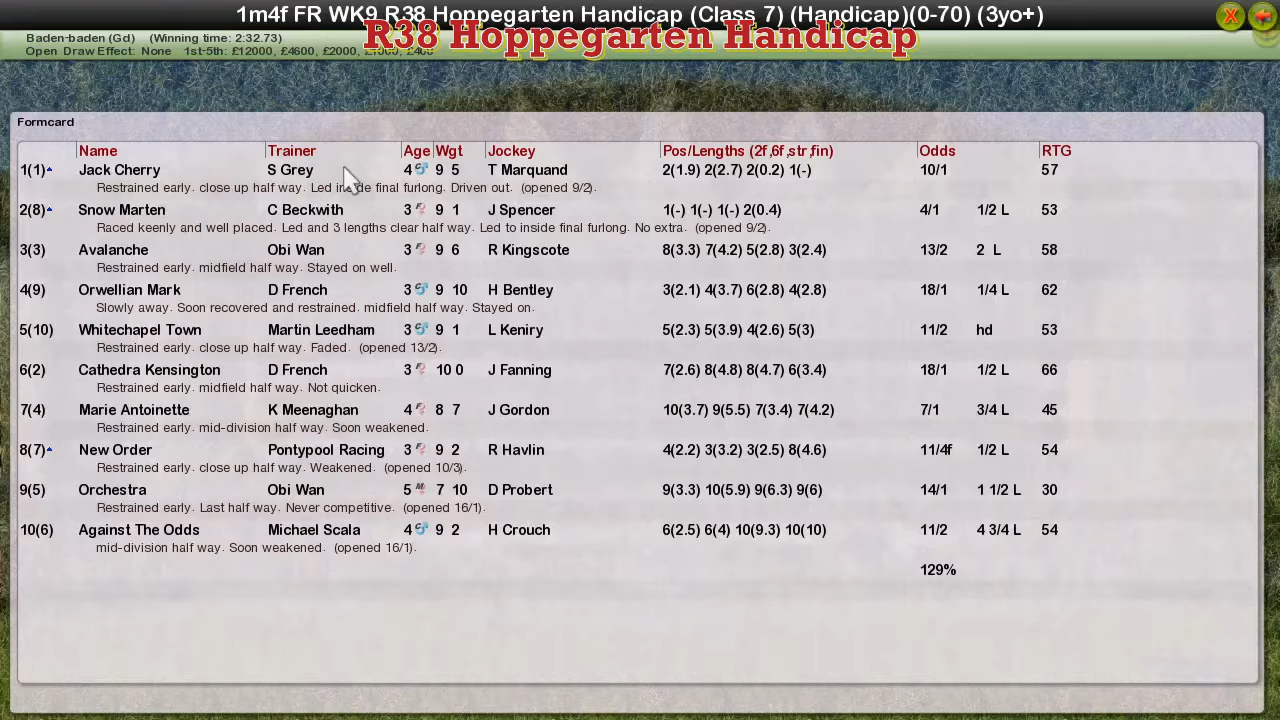 1m4f FR WK9 R38 Hoppegarten Handicap (Class 7) (Handicap)(0-70) (3yo+)
R38 Hoppegarten Handicap
Baden-baden (Gd) (Winning time: 2:32.73)
Open Draw Effect: None 1st-5th: £12000, £4600, £2000, £1000, £400
Formcard
Name Trainer Age Wgt Jockey Pos/Lengths (2f,6f,str,fin) Odds RTG
1(1) Jack Cherry S Grey 4 9 5 T Marquand 2(1.9) 2(2.7) 2(0.2) 1(-) 10/1 57
Restrained early. close up half way. Led inside final furlong. Driven out. (opened 9/2).
2(8) Snow Marten C Beckwith 3 9 1 J Spencer 1(-) 1(-) 1(-) 2(0.4) 4/1 1/2 L 53
Raced keenly and well placed. Led and 3 lengths clear half way. Led to inside final furlong. No extra. (opened 9/2).
3(3) Avalanche Obi Wan 3 9 6 R Kingscote 8(3.3) 7(4.2) 5(2.8) 3(2.4) 13/2 2 L 58
Restrained early. midfield half way. Stayed on well.
4(9) Orwellian Mark D French 3 9 10 H Bentley 3(2.1) 4(3.7) 6(2.8) 4(2.8) 18/1 1/4 L 62
Slowly away. Soon recovered and restrained. midfield half way. Stayed on.
5(10) Whitechapel Town Martin Leedham 3 9 1 L Keniry 5(2.3) 5(3.9) 4(2.6) 5(3) 11/2 hd 53
Restrained early. close up half way. Faded. (opened 13/2).
6(2) Cathedra Kensington D French 3 10 0 J Fanning 7(2.6) 8(4.8) 8(4.7) 6(3.4) 18/1 1/2 L 66
Restrained early. midfield half way. Not quicken.
7(4) Marie Antoinette K Meenaghan 4 8 7 J Gordon 10(3.7) 9(5.5) 7(3.4) 7(4.2) 7/1 3/4 L 45
Restrained early. mid-division half way. Soon weakened.
8(7) New Order Pontypool Racing 3 9 2 R Havlin 4(2.2) 3(3.2) 3(2.5) 8(4.6) 11/4f 1/2 L 54
Restrained early. close up half way. Weakened. (opened 10/3).
9(5) Orchestra Obi Wan 5 7 10 D Probert 9(3.3) 10(5.9) 9(6.3) 9(6) 14/1 1 1/2 L 30
Restrained early. Last half way. Never competitive. (opened 16/1).
10(6) Against The Odds Michael Scala 4 9 2 H Crouch 6(2.5) 6(4) 10(9.3) 10(10) 11/2 4 3/4 L 54
mid-division half way. Soon weakened. (opened 16/1).
129%